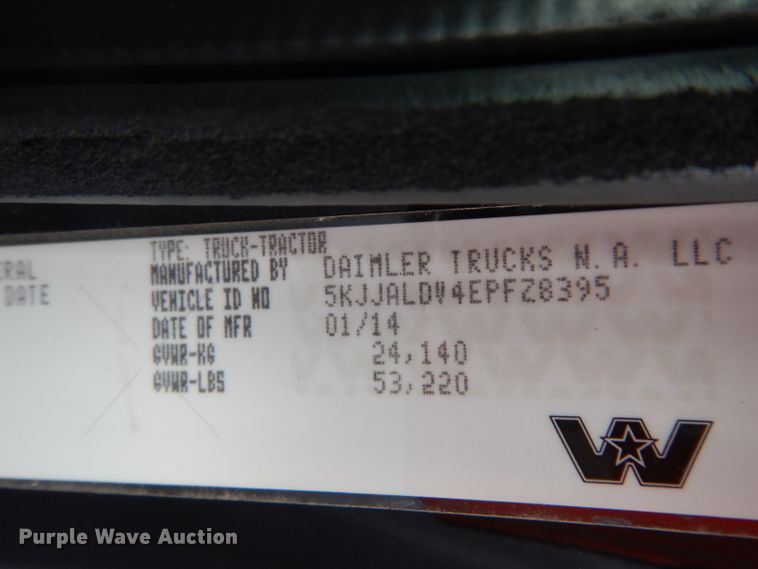 TYPE: TRUCK-TRACTOR
ERAL MANUFACTURED BY DAIMLER TRUCKS N.A. LLC
DATE VEHICLE ID NO 5KJJALDV4EPFZ8395
DATE OF MFR 01/14
GVWR-KG 24,140
GVWR-LBS 53,220
W
Purple Wave Auction